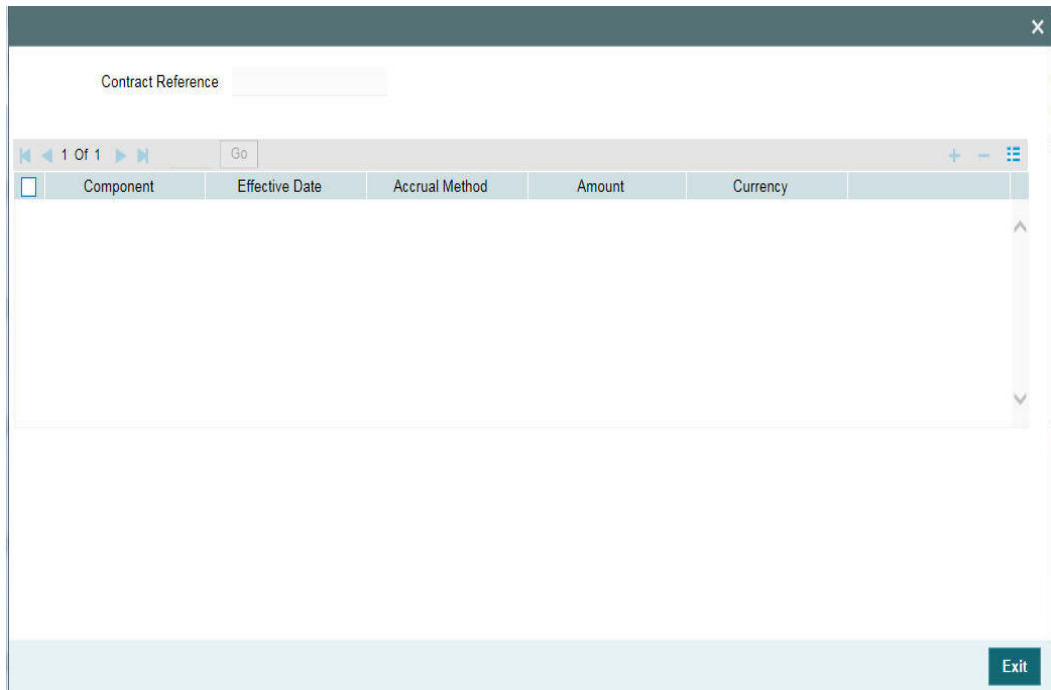 Contract Reference
1 Of 1 Go
Component Effective Date Accrual Method Amount Currency
Exit